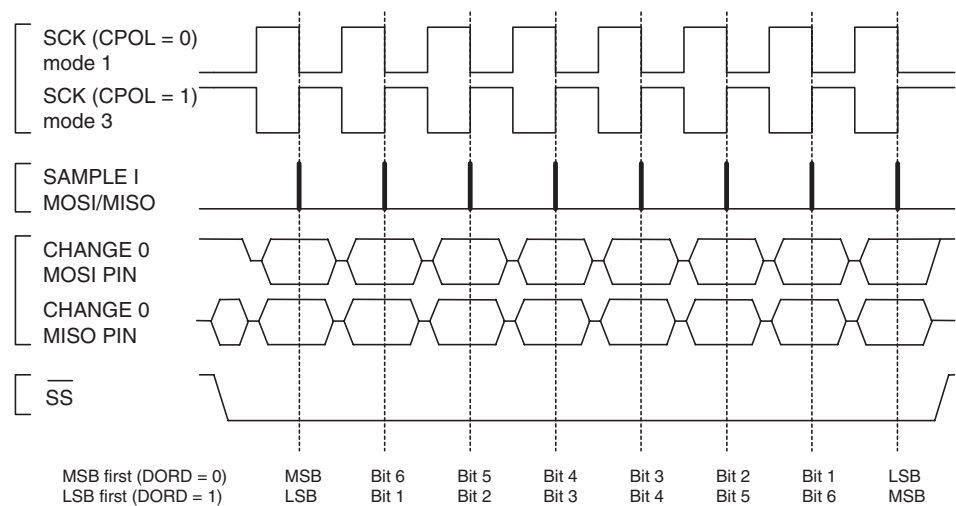 SCK (CPOL = 0)
mode 1
SCK (CPOL = 1)
mode 3
SAMPLE I
MOSI/MISO
CHANGE 0
MOSI PIN
CHANGE 0
MISO PIN
SS
MSB first (DORD = 0) MSB Bit 6 Bit 5 Bit 4 Bit 3 Bit 2 Bit 1 LSB
LSB first (DORD = 1) LSB Bit 1 Bit 2 Bit 3 Bit 4 Bit 5 Bit 6 MSB